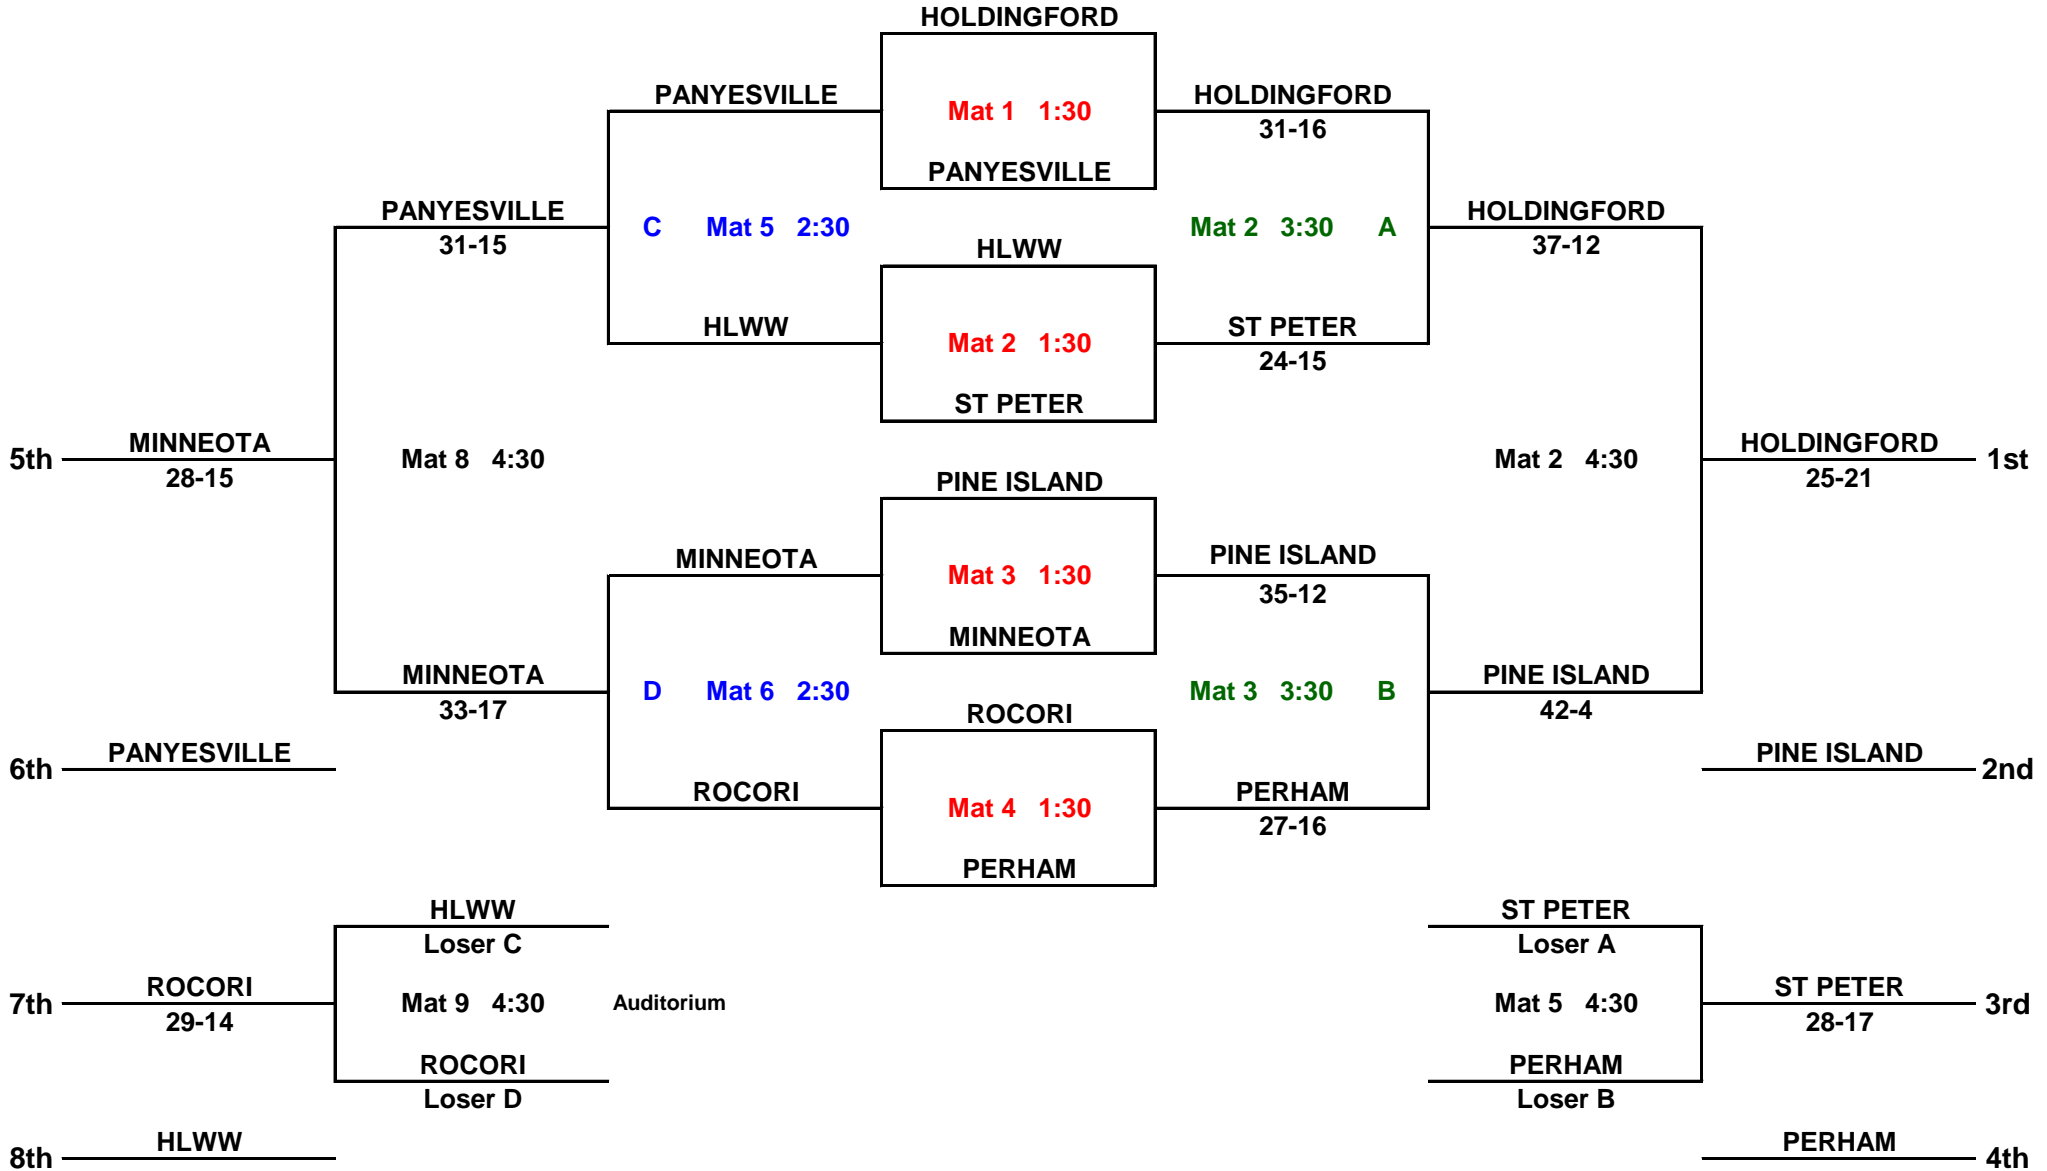 HOLDINGFORD
PANYESVILLE
HOLDINGFORD
Mat 1 1:30
31-16
PANYESVILLE
PANYESVILLE
31-15
C Mat 5 2:30
Mat 2 3:30 A
HOLDINGFORD
37-12
HLWW
HLWW
Mat 2 1:30
ST PETER
24-15
ST PETER
5th
MINNEOTA
28-15
Mat 8 4:30
Mat 2 4:30
HOLDINGFORD
25-21
1st
PINE ISLAND
MINNEOTA
Mat 3 1:30
PINE ISLAND
35-12
MINNEOTA
MINNEOTA
33-17
D Mat 6 2:30
Mat 3 3:30 B
PINE ISLAND
42-4
ROCORI
6th
PANYESVILLE
PINE ISLAND
2nd
ROCORI
Mat 4 1:30
PERHAM
27-16
PERHAM
HLWW
Loser C
ST PETER
Loser A
7th
ROCORI
29-14
Mat 9 4:30
Auditorium
Mat 5 4:30
ST PETER
28-17
3rd
ROCORI
Loser D
PERHAM
Loser B
8th
HLWW
PERHAM
4th